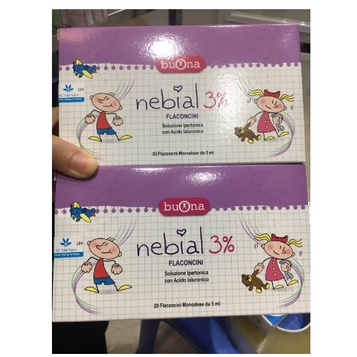 buOna
nebial 3%
FLACONCINI
Soluzione Ipertonica
con Acido Ialuronico
20 Flaconcini Monodose da 5 ml
buOna
nebial 3%
FLACONCINI
Soluzione Ipertonica
con Acido Ialuronico
20 Flaconcini Monodose da 5 ml